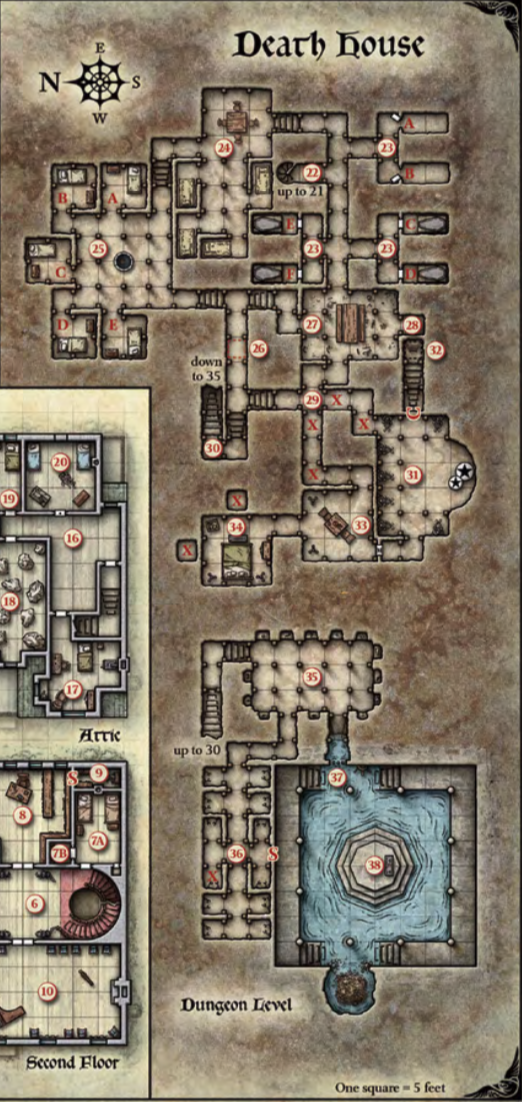 Death House
E
N
S
W
A
23
B
24
22
up to 21
B
A
E
23
23
C
25
C
F
D
D
E
27
28
26
32
down
to 35
29
X
X
X
30
31
X
X
34
33
X
20
19
16
18
17
Attic
35
up to 30
37
S
9
8
7A
7B
36
S
38
X
6
10
Dungeon Level
Second Floor
One square = 5 feet